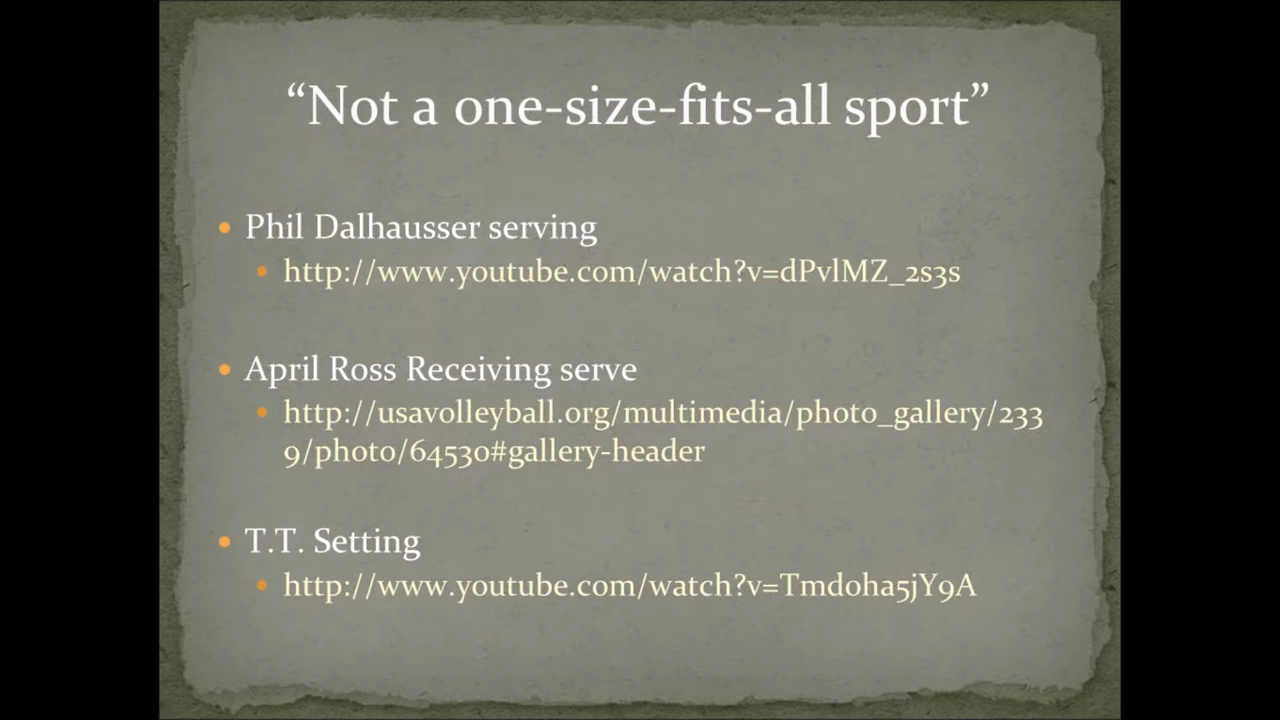 “Not a one-size-fits-all sport”
• Phil Dalhausser serving
• http://www.youtube.com/watch?v=dPvlMZ_2s3s
• April Ross Receiving serve
• http://usavolleyball.org/multimedia/photo_gallery/233
9/photo/64530#gallery-header
• T.T. Setting
• http://www.youtube.com/watch?v=Tmdoha5jY9A